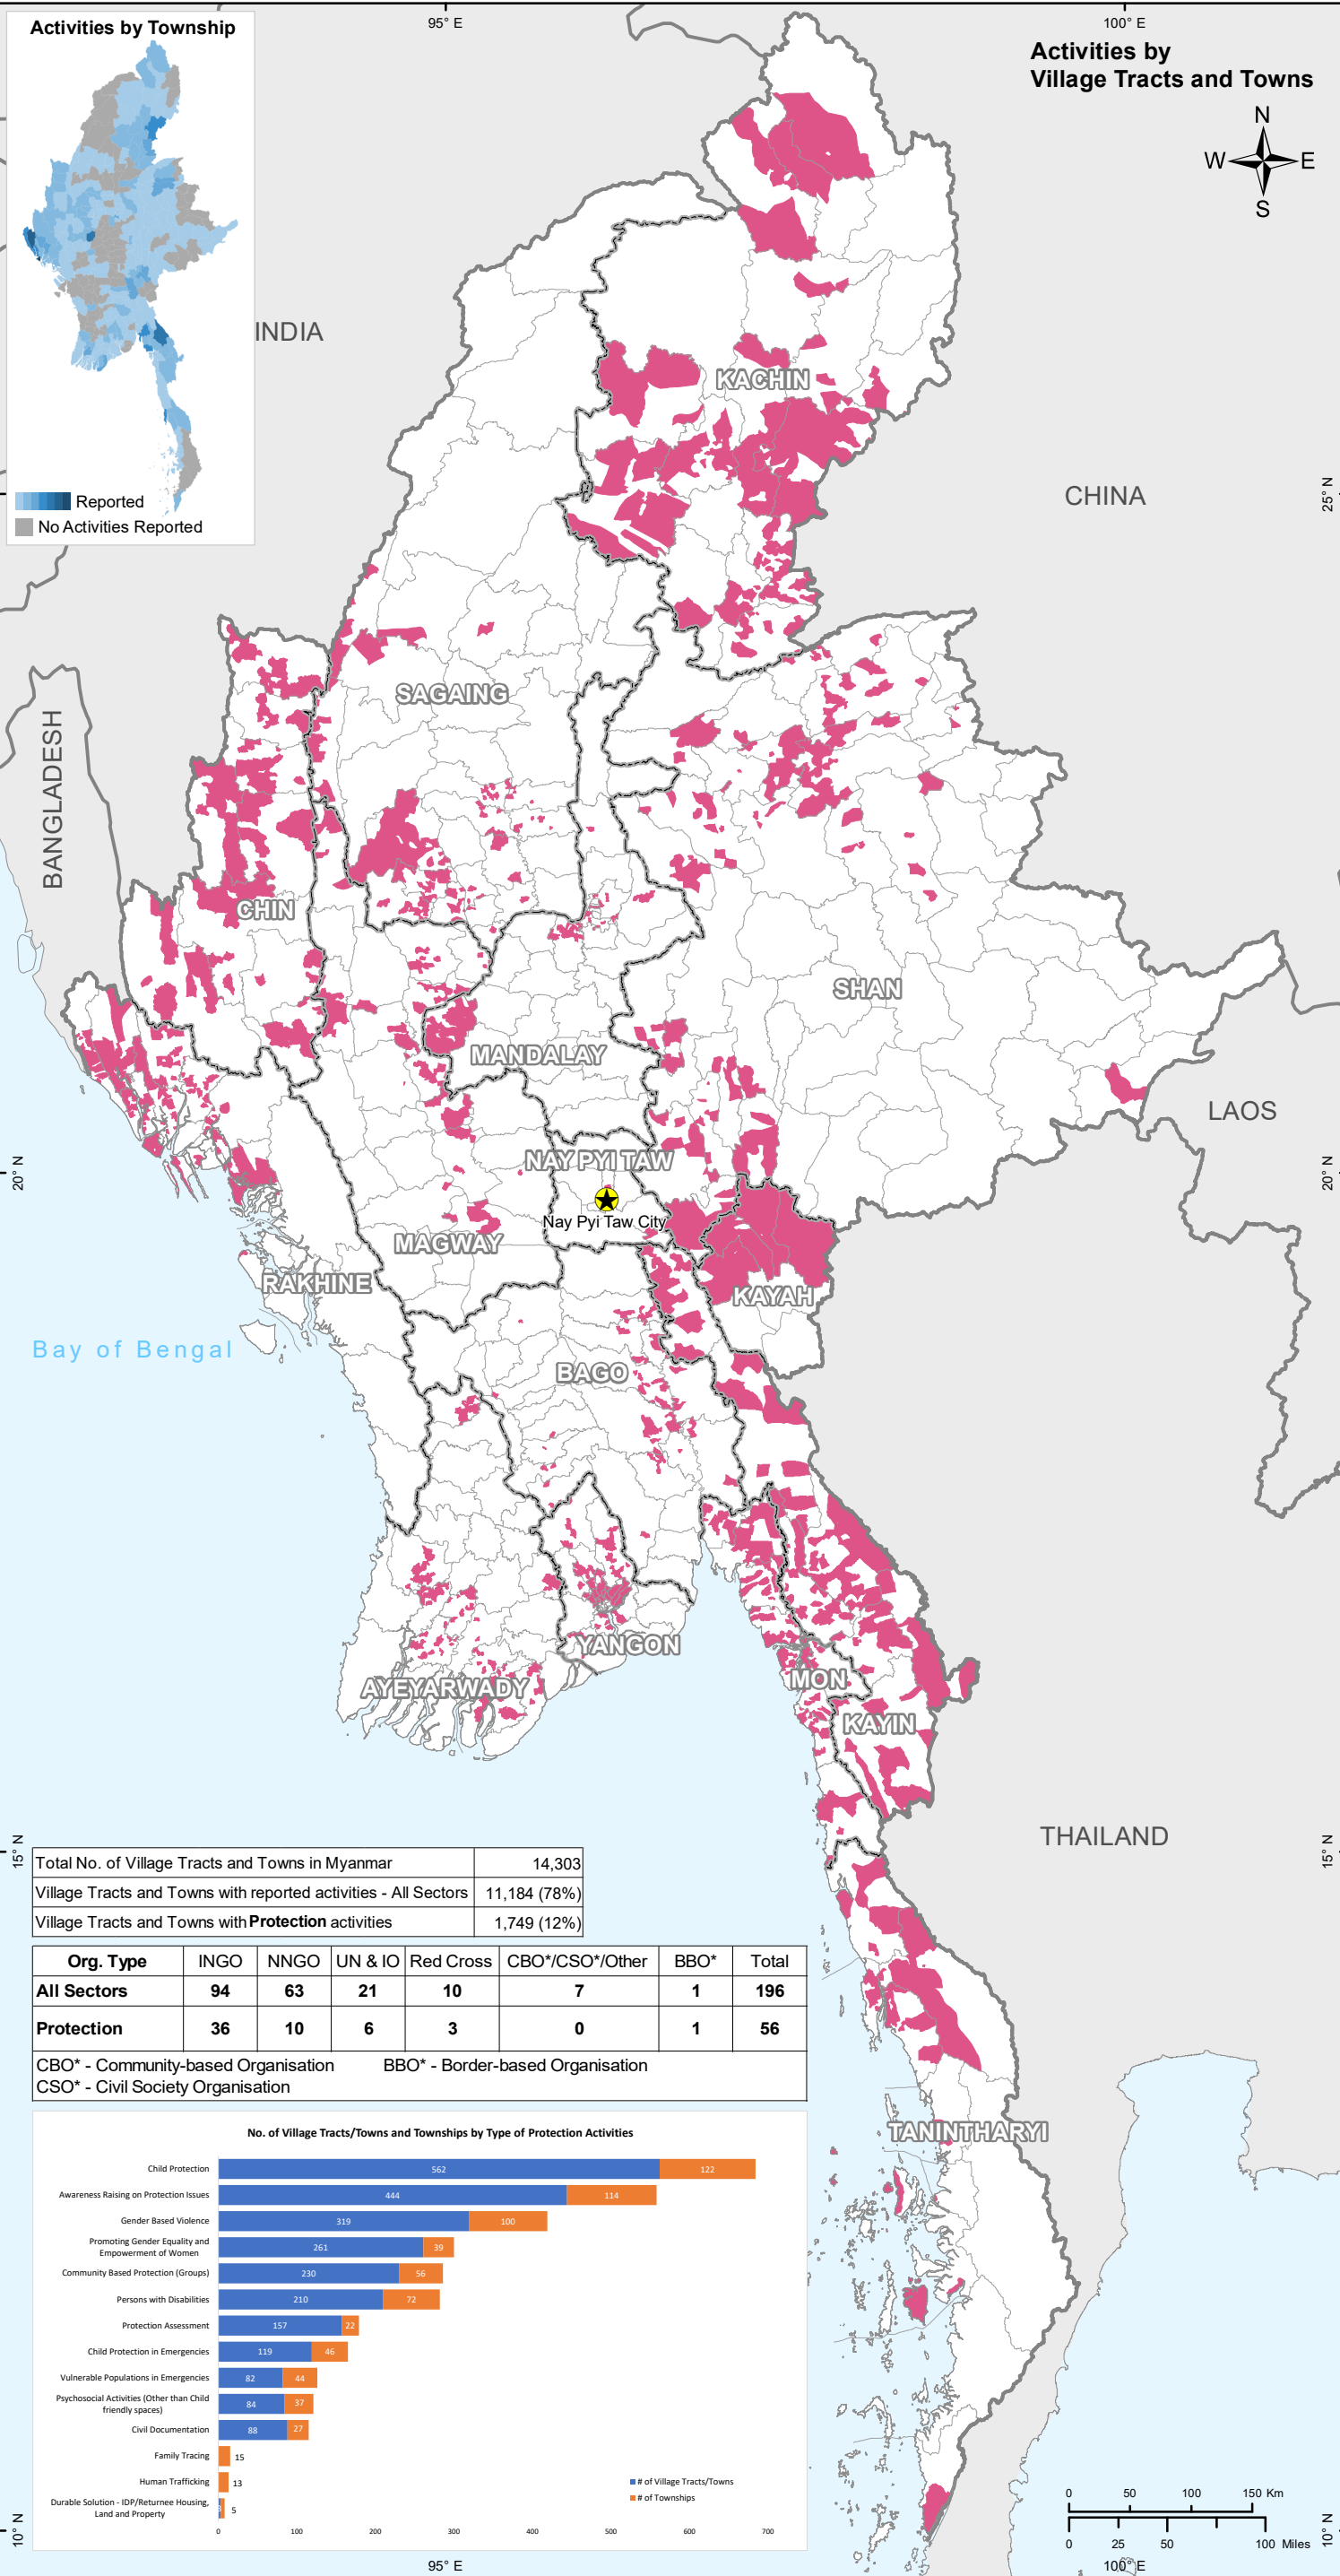 Activities by Township
Reported
No Activities Reported
95° E
100° E
Activities by
Village Tracts and Towns
N
W
E
S
INDIA
CHINA
BANGLADESH
LAOS
THAILAND
Bay of Bengal
25° N
20° N
20° N
15° N
15° N
10° N
10° N
KACHIN
SAGAING
CHIN
SHAN
MANDALAY
NAY PYI TAW
Nay Pyi Taw City
MAGWAY
RAKHINE
KAYAH
BAGO
YANGON
AYEYARWADY
MON
KAYIN
TANINTHARYI
Total No. of Village Tracts and Towns in Myanmar 14,303
Village Tracts and Towns with reported activities - All Sectors 11,184 (78%)
Village Tracts and Towns with Protection activities 1,749 (12%)
Org. Type INGO NNGO UN & IO Red Cross CBO*/CSO*/Other BBO* Total
All Sectors 94 63 21 10 7 1 196
Protection 36 10 6 3 0 1 56
CBO* - Community-based Organisation BBO* - Border-based Organisation
CSO* - Civil Society Organisation
No. of Village Tracts/Towns and Townships by Type of Protection Activities
Child Protection 562 122
Awareness Raising on Protection Issues 444 114
Gender Based Violence 319 100
Promoting Gender Equality and
Empowerment of Women 261 39
Community Based Protection (Groups) 230 56
Persons with Disabilities 210 72
Protection Assessment 157 22
Child Protection in Emergencies 119 46
Vulnerable Populations in Emergencies 82 44
Psychosocial Activities (Other than Child
friendly spaces) 84 37
Civil Documentation 88 27
Family Tracing 15
Human Trafficking 13
Durable Solution - IDP/Returnee Housing,
Land and Property 5
# of Village Tracts/Towns
# of Townships
0 100 200 300 400 500 600 700
0 50 100 150 Km
0 25 50 100 Miles
95° E
100° E